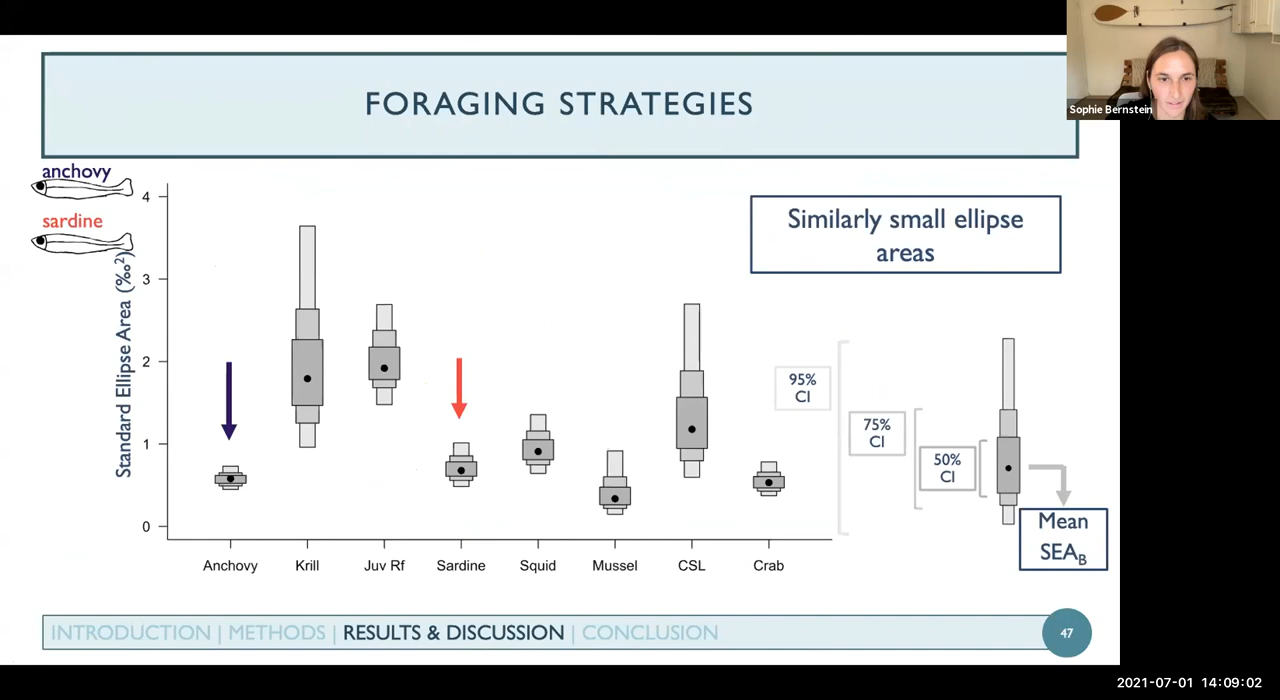 FORAGING STRATEGIES
Sophie Bernstein
anchovy
sardine
Similarly small ellipse
areas
Standard Ellipse Area (‰²)
4
3
2
1
0
Anchovy Krill Juv Rf Sardine Squid Mussel CSL Crab
95%
CI
75%
CI
50%
CI
Mean
SEAB
INTRODUCTION | METHODS | RESULTS & DISCUSSION | CONCLUSION
47
2021-07-01 14:09:02